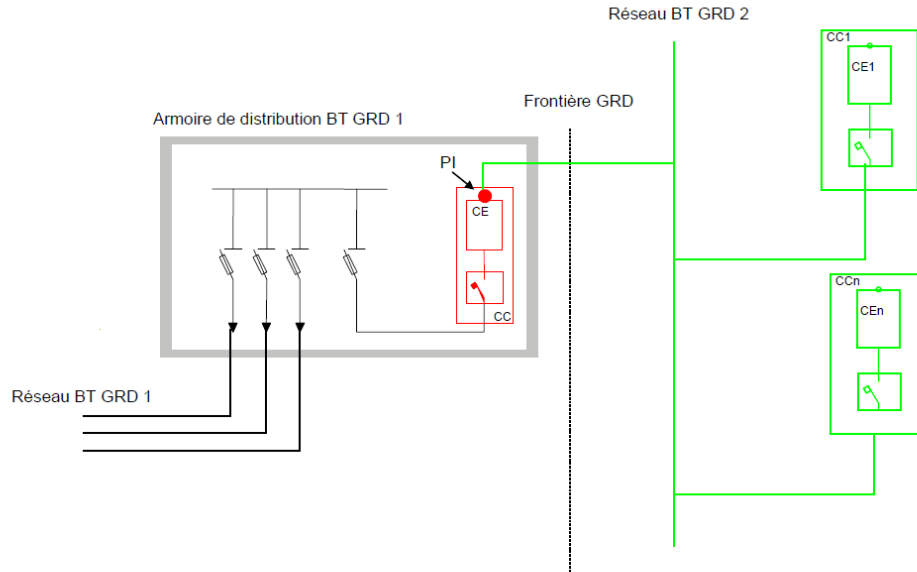 Réseau BT GRD 2
CC1
CE1
Frontière GRD
Armoire de distribution BT GRD 1
PI
CE
CC
CCn
CEn
Réseau BT GRD 1